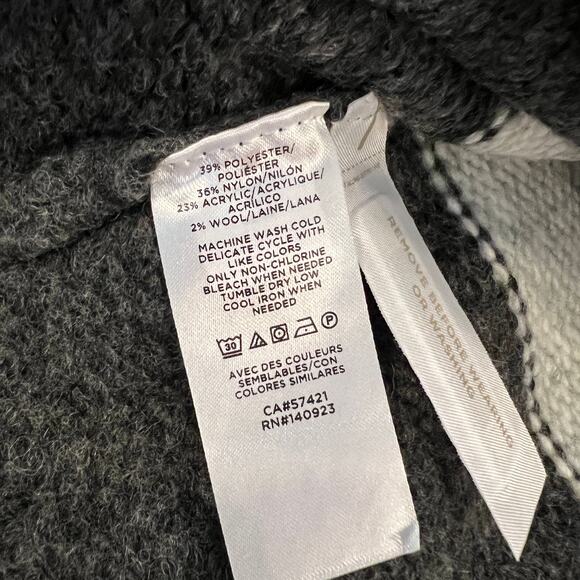 39% POLYESTER/
POLIÉSTER
36% NYLON/NILÓN
23% ACRYLIC/ACRYLIQUE/
ACRÍLICO
2% WOOL/LAINE/LANA
MACHINE WASH COLD
DELICATE CYCLE WITH
LIKE COLORS
ONLY NON-CHLORINE
BLEACH WHEN NEEDED
TUMBLE DRY LOW
COOL IRON WHEN
NEEDED
30 P
AVEC DES COULEURS
SEMBLABLES/CON
COLORES SIMILARES
CA#57421
RN#140923
REMOVE BEFORE WEARING
OR WASHING